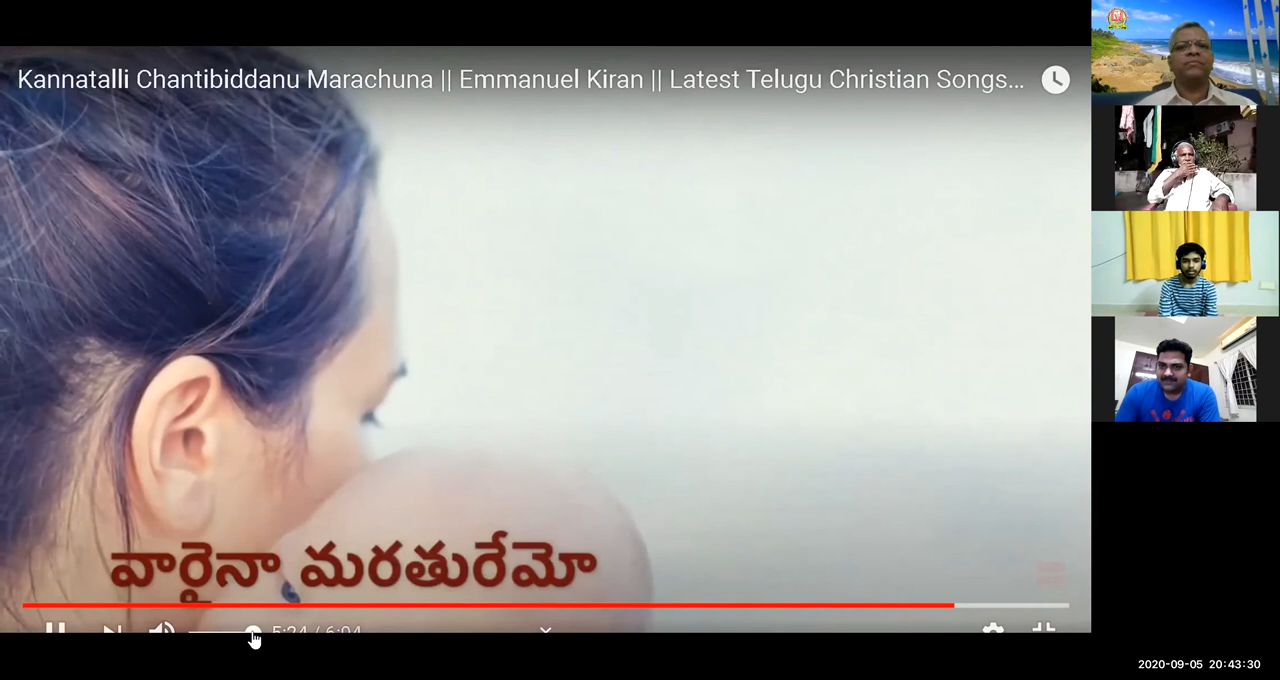 Kannatalli Chantibiddanu Marachuna || Emmanuel Kiran || Latest Telugu Christian Songs...
వారైనా మరతురేమో
5:24 / 6:04
2020-09-05 20:43:30